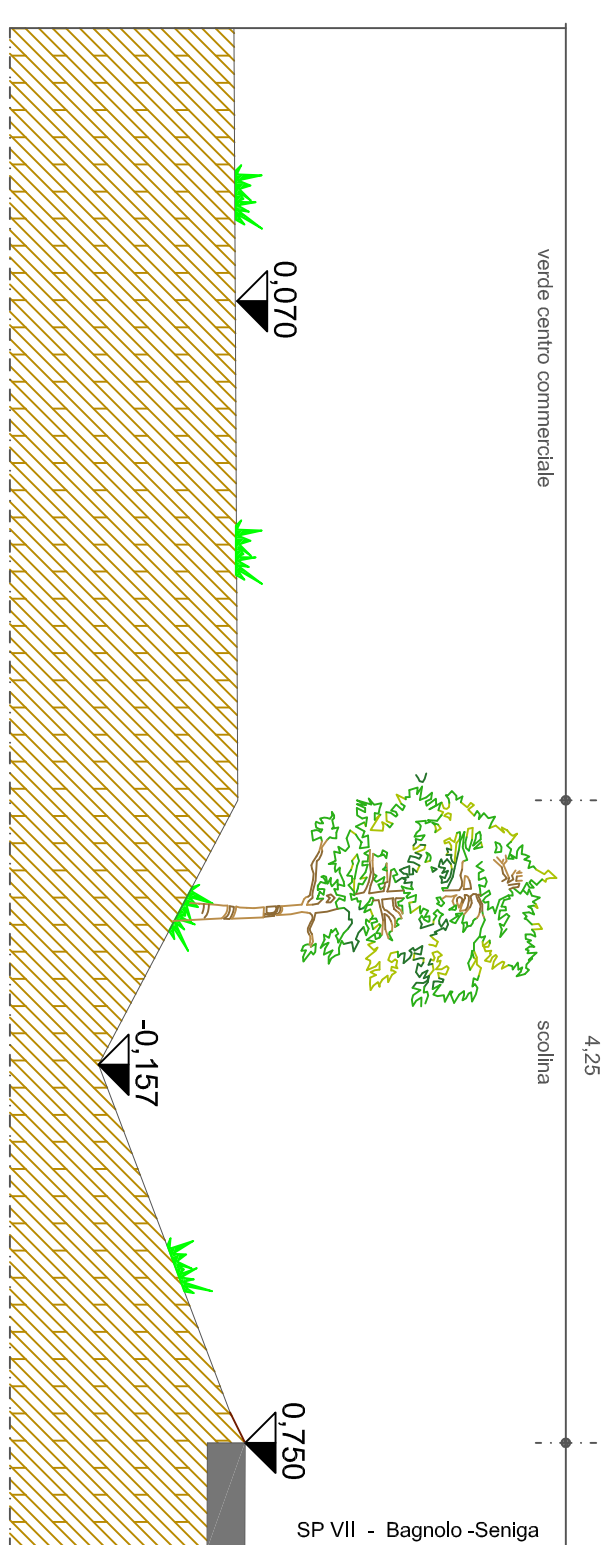 4,25
verde centro commerciale
scolina
0,070
-0,157
0,750
SP VII - Bagnolo -Seniga